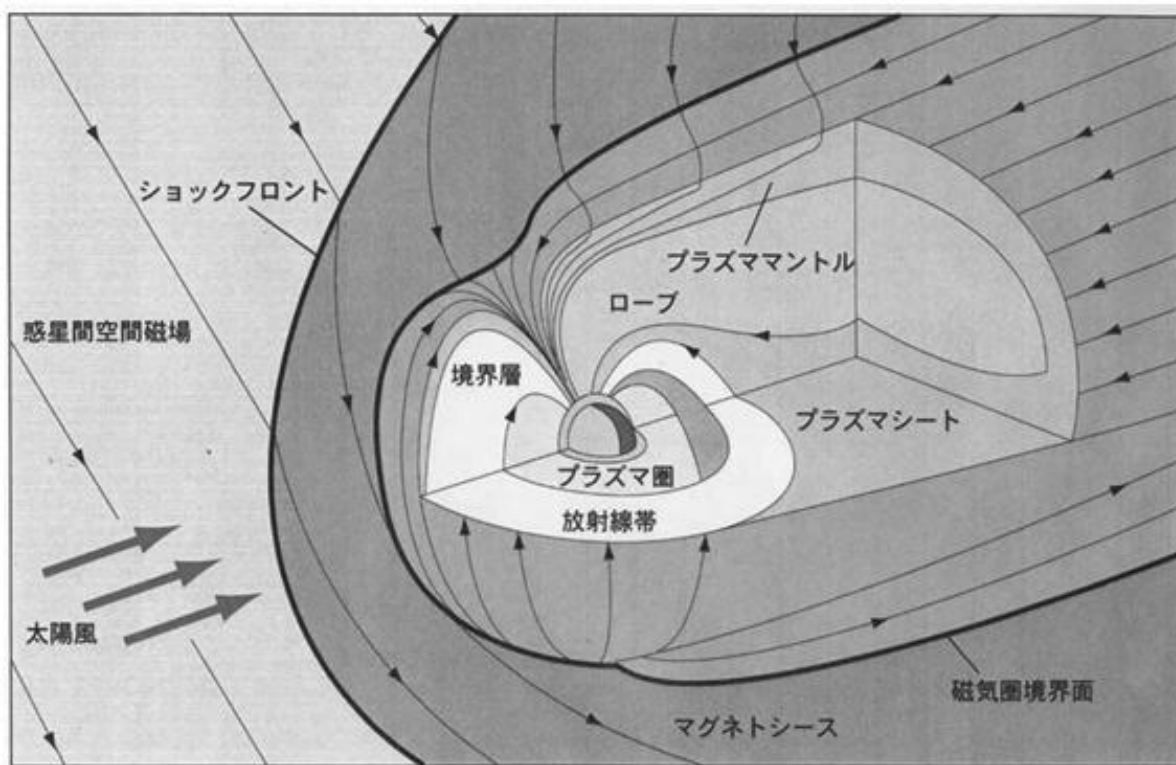 ショックフロント
プラズママントル
ローブ
惑星間空間磁場
境界層
プラズマシート
プラズマ圏
放射線帯
太陽風
磁気圏境界面
マグネトシース